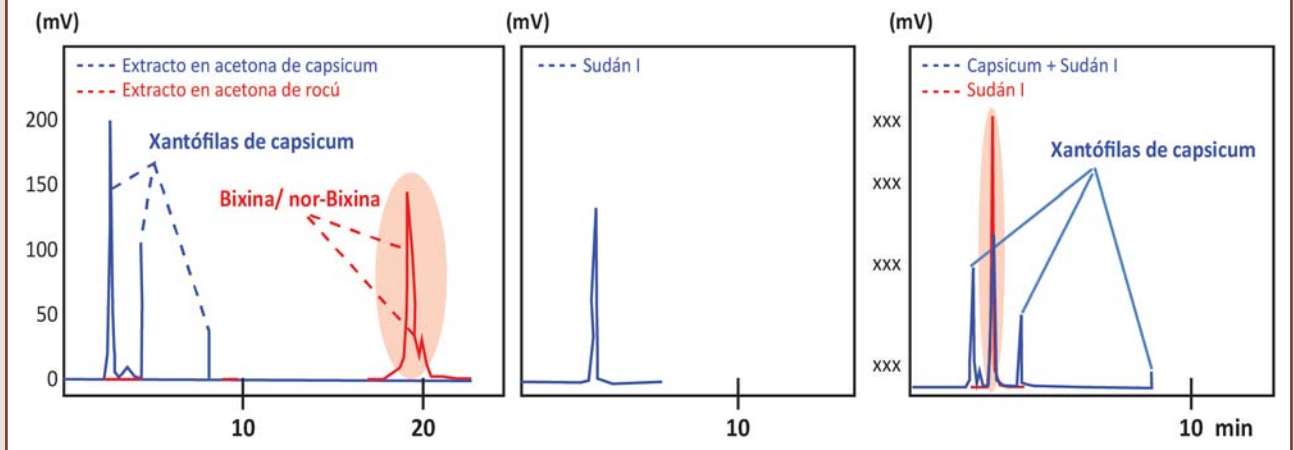 (mV)
---- Extracto en acetona de capsicum
---- Extracto en acetona de rocú
200
Xantófilas de capsicum
150
Bixina/ nor-Bixina
100
50
0
10
20
(mV)
---- Sudán I
10
(mV)
---- Capsicum + Sudán I
---- Sudán I
xxx
Xantófilas de capsicum
xxx
xxx
xxx
10 min